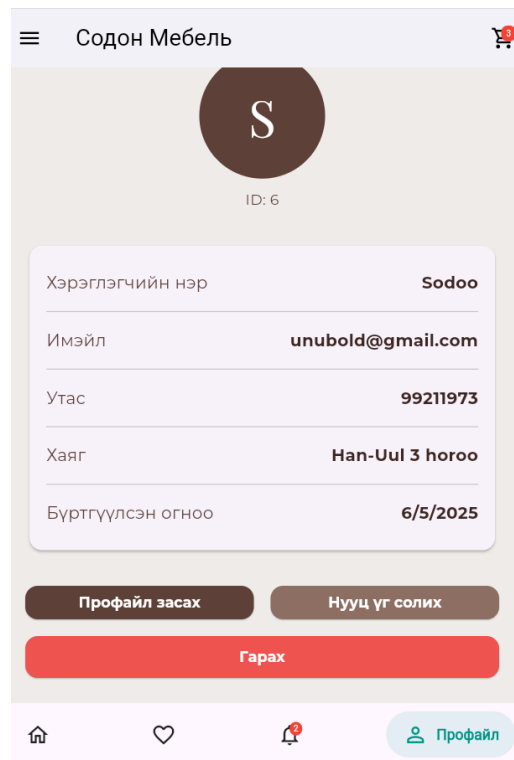 Содон Мебель
3
S
ID: 6
Хэрэглэгчийн нэр Sodoo
Имэйл unubold@gmail.com
Утас 99211973
Хаяг Han-Uul 3 horoo
Бүртгүүлсэн огноо 6/5/2025
Профайл засах Нууц үг солих
Гарах
2
Профайл